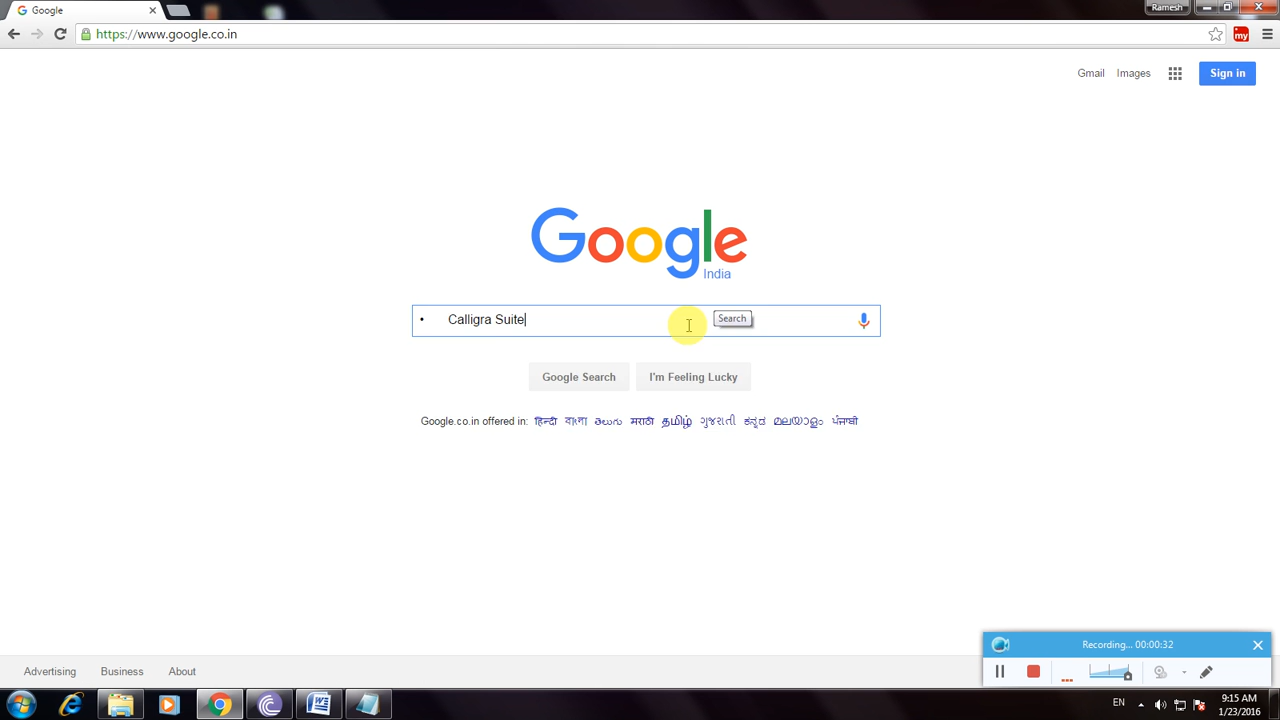 Google
Ramesh
https://www.google.co.in
my
Gmail Images Sign in
Google
India
• Calligra Suite
Search
Google Search I'm Feeling Lucky
Google.co.in offered in: हिन्दी বাংলা తెలుగు मराठी தமிழ் ગુજરાતી ಕನ್ನಡ മലയാളം ਪੰਜਾਬੀ
Advertising Business About
Recording... 00:00:32
EN
9:15 AM
1/23/2016